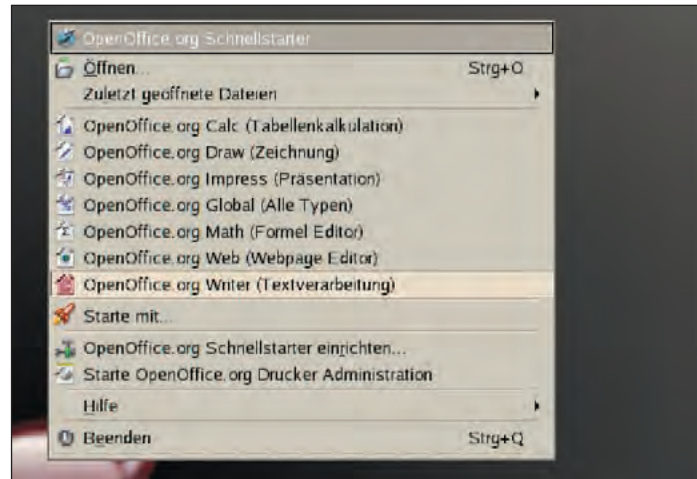 OpenOffice.org Schnellstarter
Öffnen... Strg+O
Zuletzt geöffnete Dateien
OpenOffice.org Calc (Tabellenkalkulation)
OpenOffice.org Draw (Zeichnung)
OpenOffice.org Impress (Präsentation)
OpenOffice.org Global (Alle Typen)
OpenOffice.org Math (Formel Editor)
OpenOffice.org Web (Webpage Editor)
OpenOffice.org Writer (Textverarbeitung)
Starte mit...
OpenOffice.org Schnellstarter einrichten...
Starte OpenOffice.org Drucker Administration
Hilfe
Beenden Strg+Q